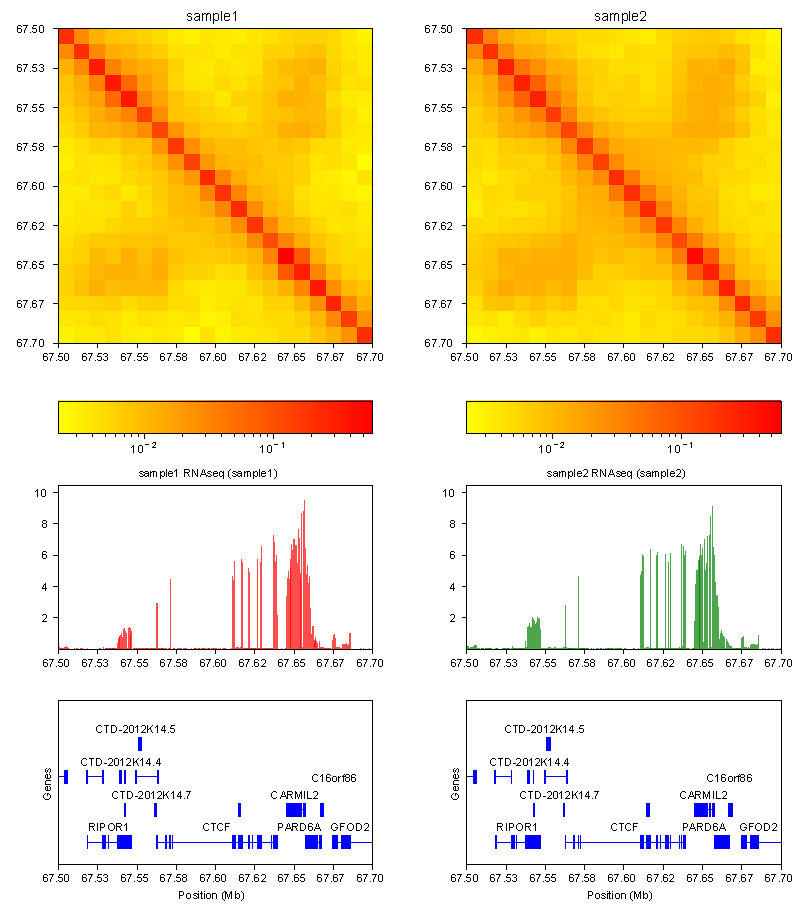 sample1
sample2
67.50
67.53
67.55
67.58
67.60
67.62
67.65
67.67
67.70
67.50 67.53 67.55 67.58 67.60 67.62 67.65 67.67 67.70
67.50
67.53
67.55
67.58
67.60
67.62
67.65
67.67
67.70
67.50 67.53 67.55 67.58 67.60 67.62 67.65 67.67 67.70
10⁻² 10⁻¹
10⁻² 10⁻¹
sample1 RNAseq (sample1)
10
8
6
4
2
67.50 67.53 67.55 67.58 67.60 67.62 67.65 67.67 67.70
sample2 RNAseq (sample2)
10
8
6
4
2
67.50 67.53 67.55 67.58 67.60 67.62 67.65 67.67 67.70
Genes
CTD-2012K14.5
CTD-2012K14.4
C16orf86
CTD-2012K14.7 CARMIL2
RIPOR1 CTCF PARD6A GFOD2
67.50 67.53 67.55 67.58 67.60 67.62 67.65 67.67 67.70
Position (Mb)
Genes
CTD-2012K14.5
CTD-2012K14.4
C16orf86
CTD-2012K14.7 CARMIL2
RIPOR1 CTCF PARD6A GFOD2
67.50 67.53 67.55 67.58 67.60 67.62 67.65 67.67 67.70
Position (Mb)